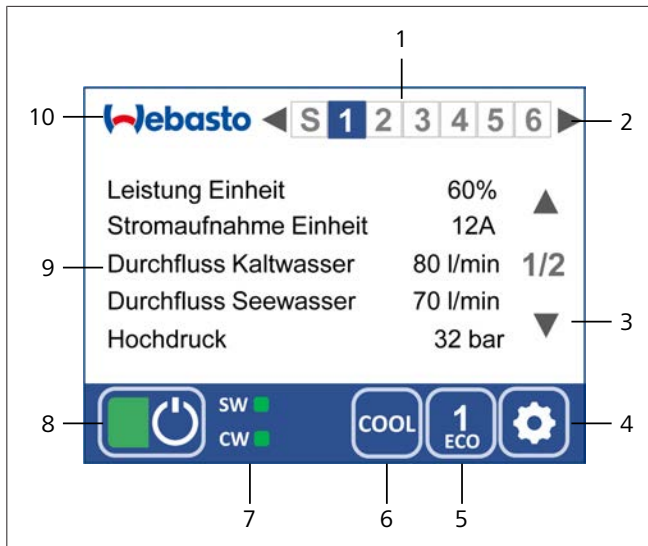 1
10 Webasto S 1 2 3 4 5 6 2
Leistung Einheit 60%
Stromaufnahme Einheit 12A
9 Durchfluss Kaltwasser 80 l/min 1/2
Durchfluss Seewasser 70 l/min 3
Hochdruck 32 bar
SW
8 COOL 1 4
CW ECO
7 6 5